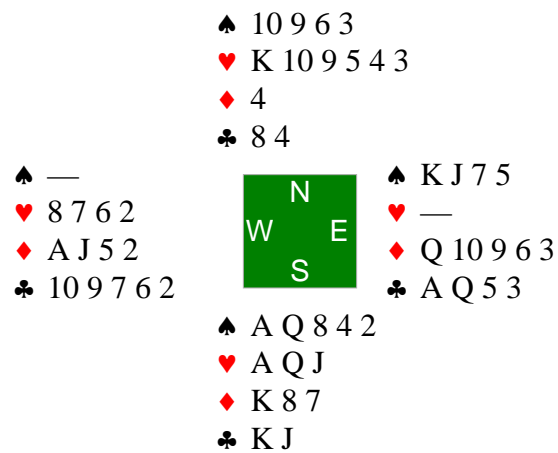 ♠ 10 9 6 3
♥ K 10 9 5 4 3
♦ 4
♣ 8 4
♠ —
♥ 8 7 6 2
♦ A J 5 2
♣ 10 9 7 6 2
N
W E
S
♠ K J 7 5
♥ —
♦ Q 10 9 6 3
♣ A Q 5 3
♠ A Q 8 4 2
♥ A Q J
♦ K 8 7
♣ K J